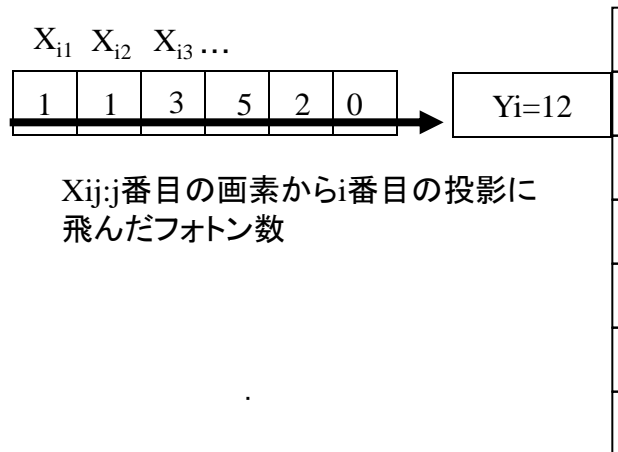 Xi1 Xi2 Xi3 …
1 1 3 5 2 0
Yi=12
Xij:j番目の画素からi番目の投影に
飛んだフォトン数
.